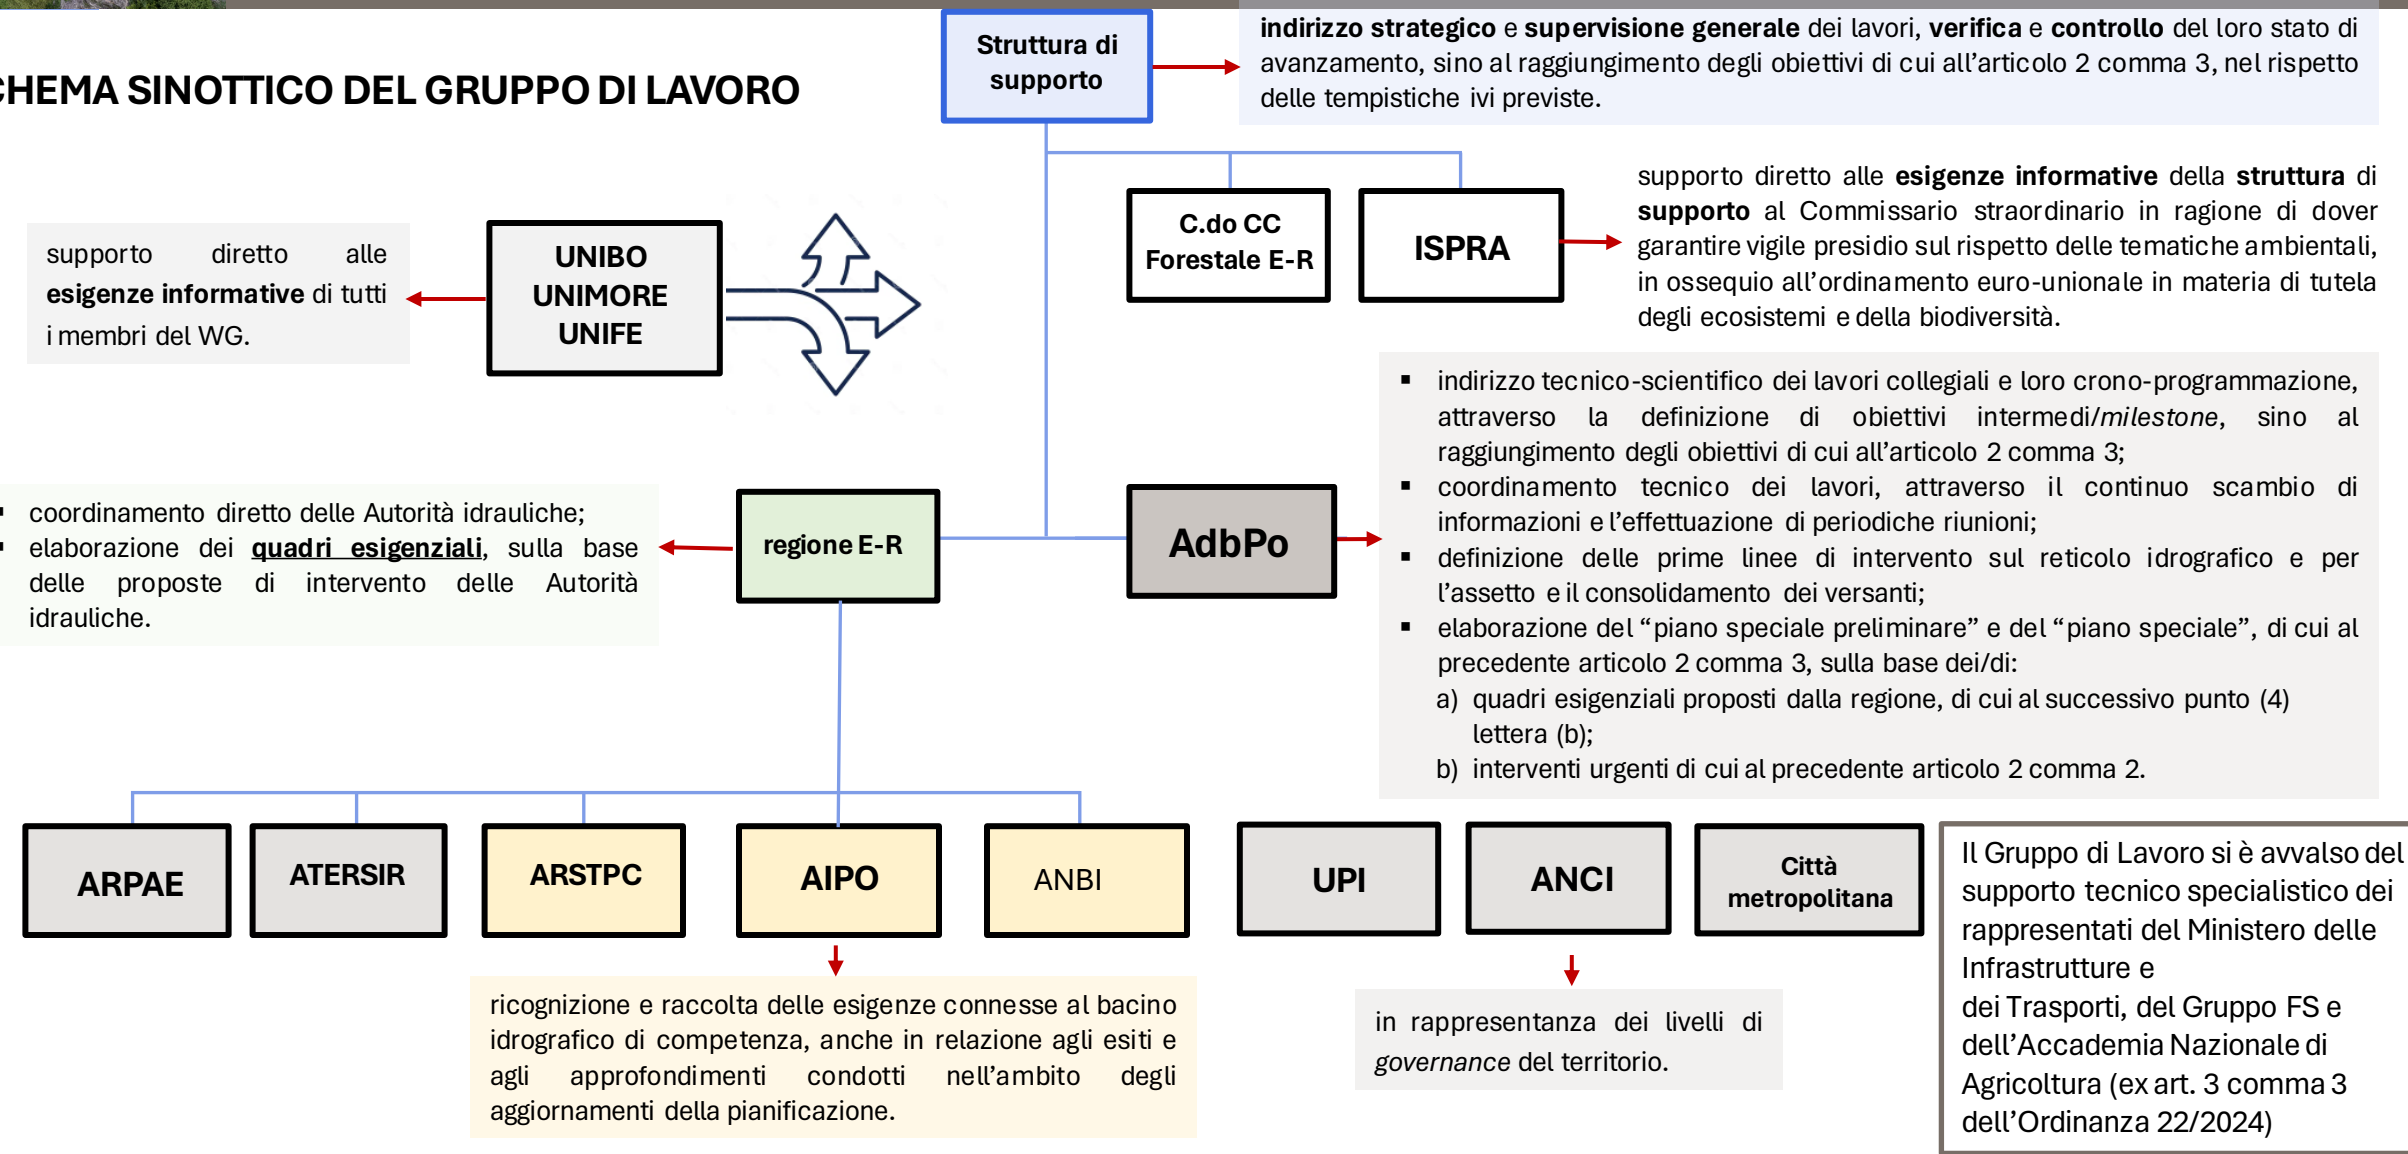 CHEMA SINOTTICO DEL GRUPPO DI LAVORO
Struttura di
supporto
indirizzo strategico e supervisione generale dei lavori, verifica e controllo del loro stato di
avanzamento, sino al raggiungimento degli obiettivi di cui all'articolo 2 comma 3, nel rispetto
delle tempistiche ivi previste.
supporto diretto alle
esigenze informative di tutti
i membri del WG.
UNIBO
UNIMORE
UNIFE
C.do CC
Forestale E-R
ISPRA
supporto diretto alle esigenze informative della struttura di
supporto al Commissario straordinario in ragione di dover
garantire vigile presidio sul rispetto delle tematiche ambientali,
in ossequio all'ordinamento euro-unionale in materia di tutela
degli ecosistemi e della biodiversità.
▪ coordinamento diretto delle Autorità idrauliche;
▪ elaborazione dei quadri esigenziali, sulla base
delle proposte di intervento delle Autorità
idrauliche.
regione E-R
AdbPo
▪ indirizzo tecnico-scientifico dei lavori collegiali e loro crono-programmazione,
attraverso la definizione di obiettivi intermedi/milestone, sino al
raggiungimento degli obiettivi di cui all'articolo 2 comma 3;
▪ coordinamento tecnico dei lavori, attraverso il continuo scambio di
informazioni e l'effettuazione di periodiche riunioni;
▪ definizione delle prime linee di intervento sul reticolo idrografico e per
l'assetto e il consolidamento dei versanti;
▪ elaborazione del “piano speciale preliminare” e del “piano speciale”, di cui al
precedente articolo 2 comma 3, sulla base dei/di:
a) quadri esigenziali proposti dalla regione, di cui al successivo punto (4)
lettera (b);
b) interventi urgenti di cui al precedente articolo 2 comma 2.
ARPAE
ATERSIR
ARSTPC
AIPO
ANBI
UPI
ANCI
Città
metropolitana
ricognizione e raccolta delle esigenze connesse al bacino
idrografico di competenza, anche in relazione agli esiti e
agli approfondimenti condotti nell'ambito degli
aggiornamenti della pianificazione.
in rappresentanza dei livelli di
governance del territorio.
Il Gruppo di Lavoro si è avvalso del
supporto tecnico specialistico dei
rappresentati del Ministero delle
Infrastrutture e
dei Trasporti, del Gruppo FS e
dell'Accademia Nazionale di
Agricoltura (ex art. 3 comma 3
dell'Ordinanza 22/2024)